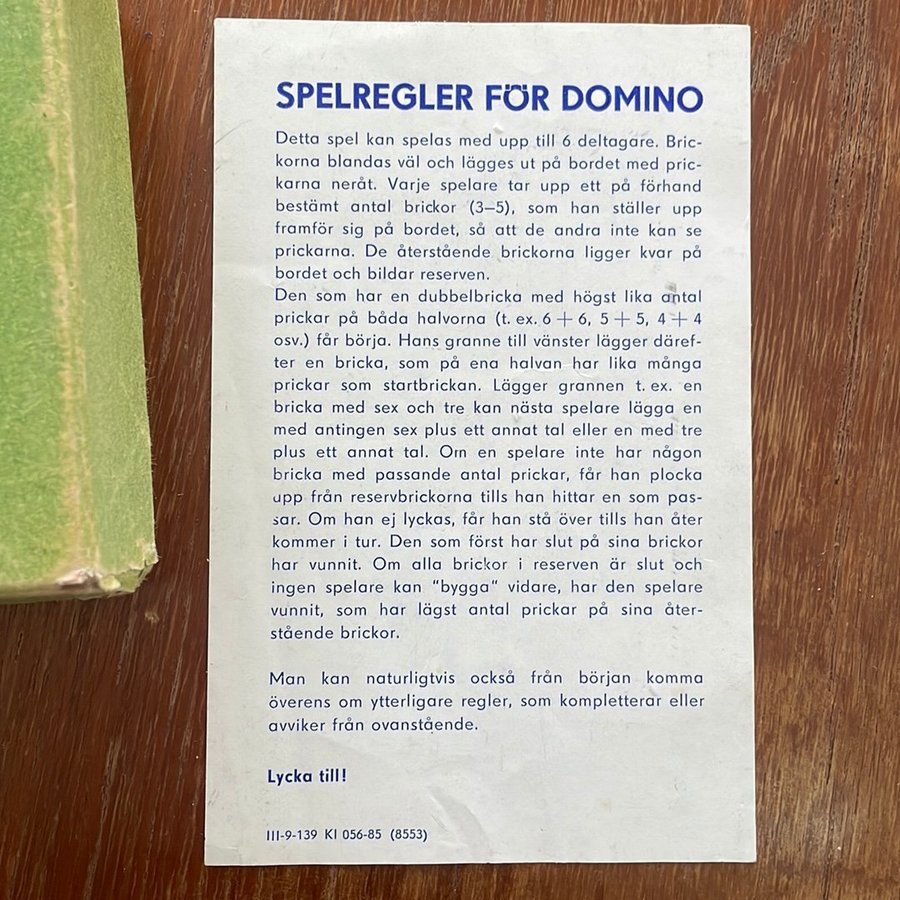 SPELREGLER FÖR DOMINO
Detta spel kan spelas med upp till 6 deltagare. Bric-
korna blandas väl och lägges ut på bordet med pric-
karna neråt. Varje spelare tar upp ett på förhand
bestämt antal brickor (3–5), som han ställer upp
framför sig på bordet, så att de andra inte kan se
prickarna. De återstående brickorna ligger kvar på
bordet och bildar reserven.
Den som har en dubbelbricka med högst lika antal
prickar på båda halvorna (t. ex. 6 + 6, 5 + 5, 4 + 4
osv.) får börja. Hans granne till vänster lägger däref-
ter en bricka, som på ena halvan har lika många
prickar som startbrickan. Lägger grannen t. ex. en
bricka med sex och tre kan nästa spelare lägga en
med antingen sex plus ett annat tal eller en med tre
plus ett annat tal. Om en spelare inte har någon
bricka med passande antal prickar, får han plocka
upp från reservbrickorna tills han hittar en som pas-
sar. Om han ej lyckas, får han stå över tills han åter
kommer i tur. Den som först har slut på sina brickor
har vunnit. Om alla brickor i reserven är slut och
ingen spelare kan "bygga" vidare, har den spelare
vunnit, som har lägst antal prickar på sina åter-
stående brickor.
Man kan naturligtvis också från början komma
överens om ytterligare regler, som kompletterar eller
avviker från ovanstående.
Lycka till!
III-9-139 KI 056-85 (8553)